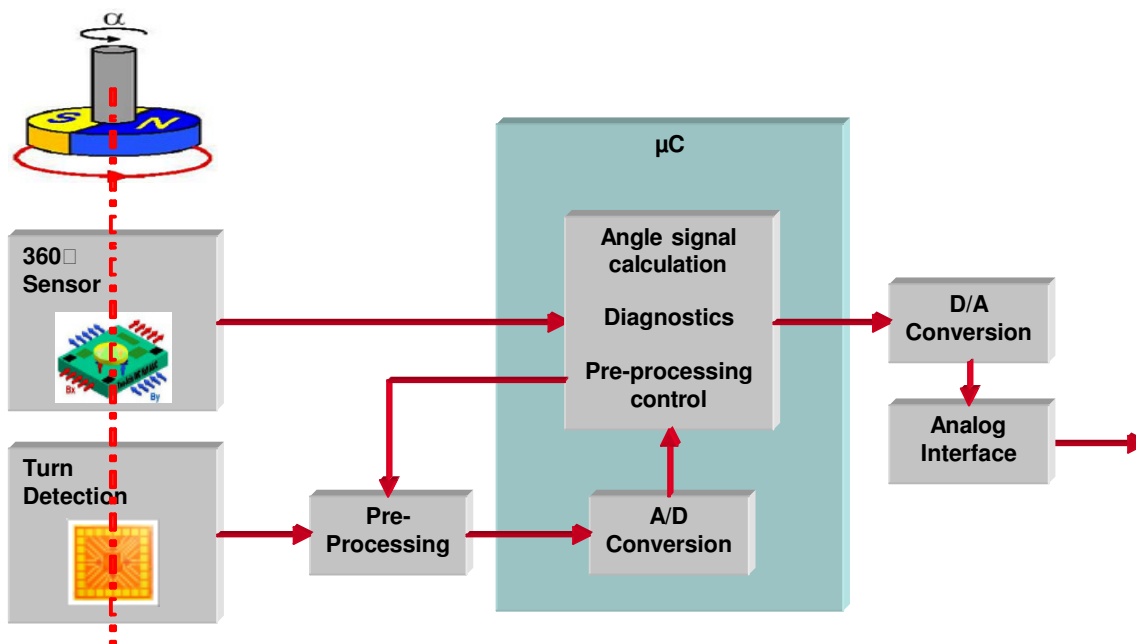 α
S
N
µC
360□
Sensor
Bx
By
Angle signal
calculation
Diagnostics
Pre-processing
control
D/A
Conversion
Analog
Interface
Turn
Detection
Pre-
Processing
A/D
Conversion